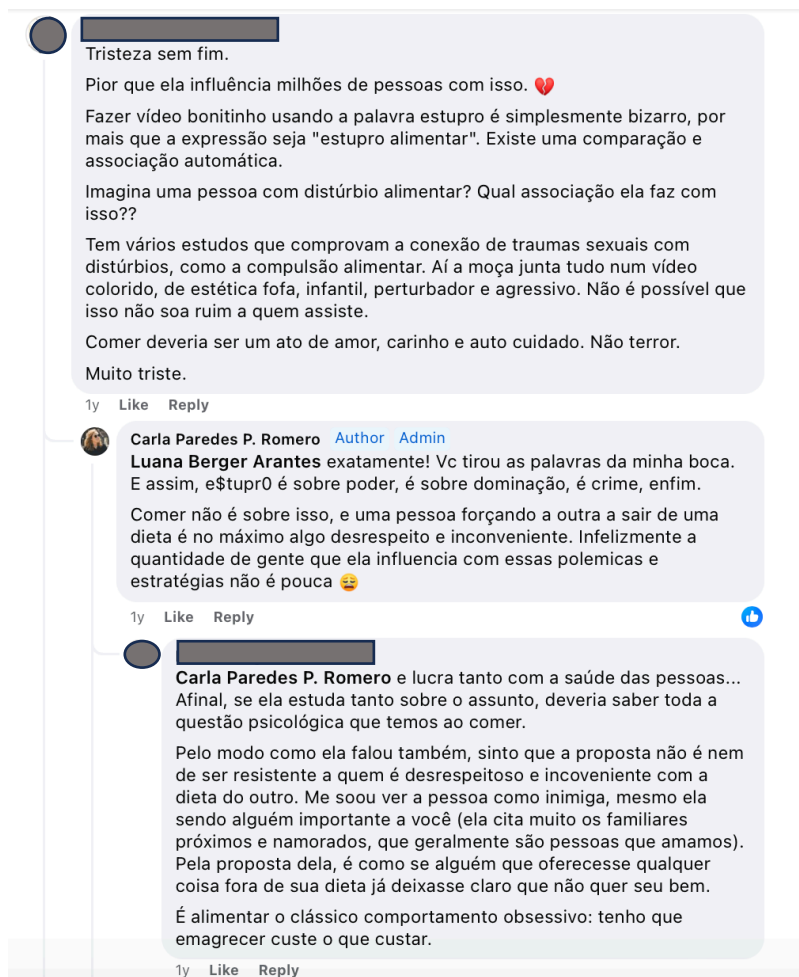 Tristeza sem fim.
Pior que ela influência milhões de pessoas com isso. 💔
Fazer vídeo bonitinho usando a palavra estupro é simplesmente bizarro, por
mais que a expressão seja "estupro alimentar". Existe uma comparação e
associação automática.
Imagina uma pessoa com distúrbio alimentar? Qual associação ela faz com
isso??
Tem vários estudos que comprovam a conexão de traumas sexuais com
distúrbios, como a compulsão alimentar. Aí a moça junta tudo num vídeo
colorido, de estética fofa, infantil, perturbador e agressivo. Não é possível que
isso não soa ruim a quem assiste.
Comer deveria ser um ato de amor, carinho e auto cuidado. Não terror.
Muito triste.
1y Like Reply
Carla Paredes P. Romero Author Admin
Luana Berger Arantes exatamente! Vc tirou as palavras da minha boca.
E assim, e$tupr0 é sobre poder, é sobre dominação, é crime, enfim.
Comer não é sobre isso, e uma pessoa forçando a outra a sair de uma
dieta é no máximo algo desrespeito e inconveniente. Infelizmente a
quantidade de gente que ela influencia com essas polemicas e
estratégias não é pouca 😩
1y Like Reply
Carla Paredes P. Romero e lucra tanto com a saúde das pessoas...
Afinal, se ela estuda tanto sobre o assunto, deveria saber toda a
questão psicológica que temos ao comer.
Pelo modo como ela falou também, sinto que a proposta não é nem
de ser resistente a quem é desrespeitoso e incoveniente com a
dieta do outro. Me soou ver a pessoa como inimiga, mesmo ela
sendo alguém importante a você (ela cita muito os familiares
próximos e namorados, que geralmente são pessoas que amamos).
Pela proposta dela, é como se alguém que oferecesse qualquer
coisa fora de sua dieta já deixasse claro que não quer seu bem.
É alimentar o clássico comportamento obsessivo: tenho que
emagrecer custe o que custar.
1y Like Reply